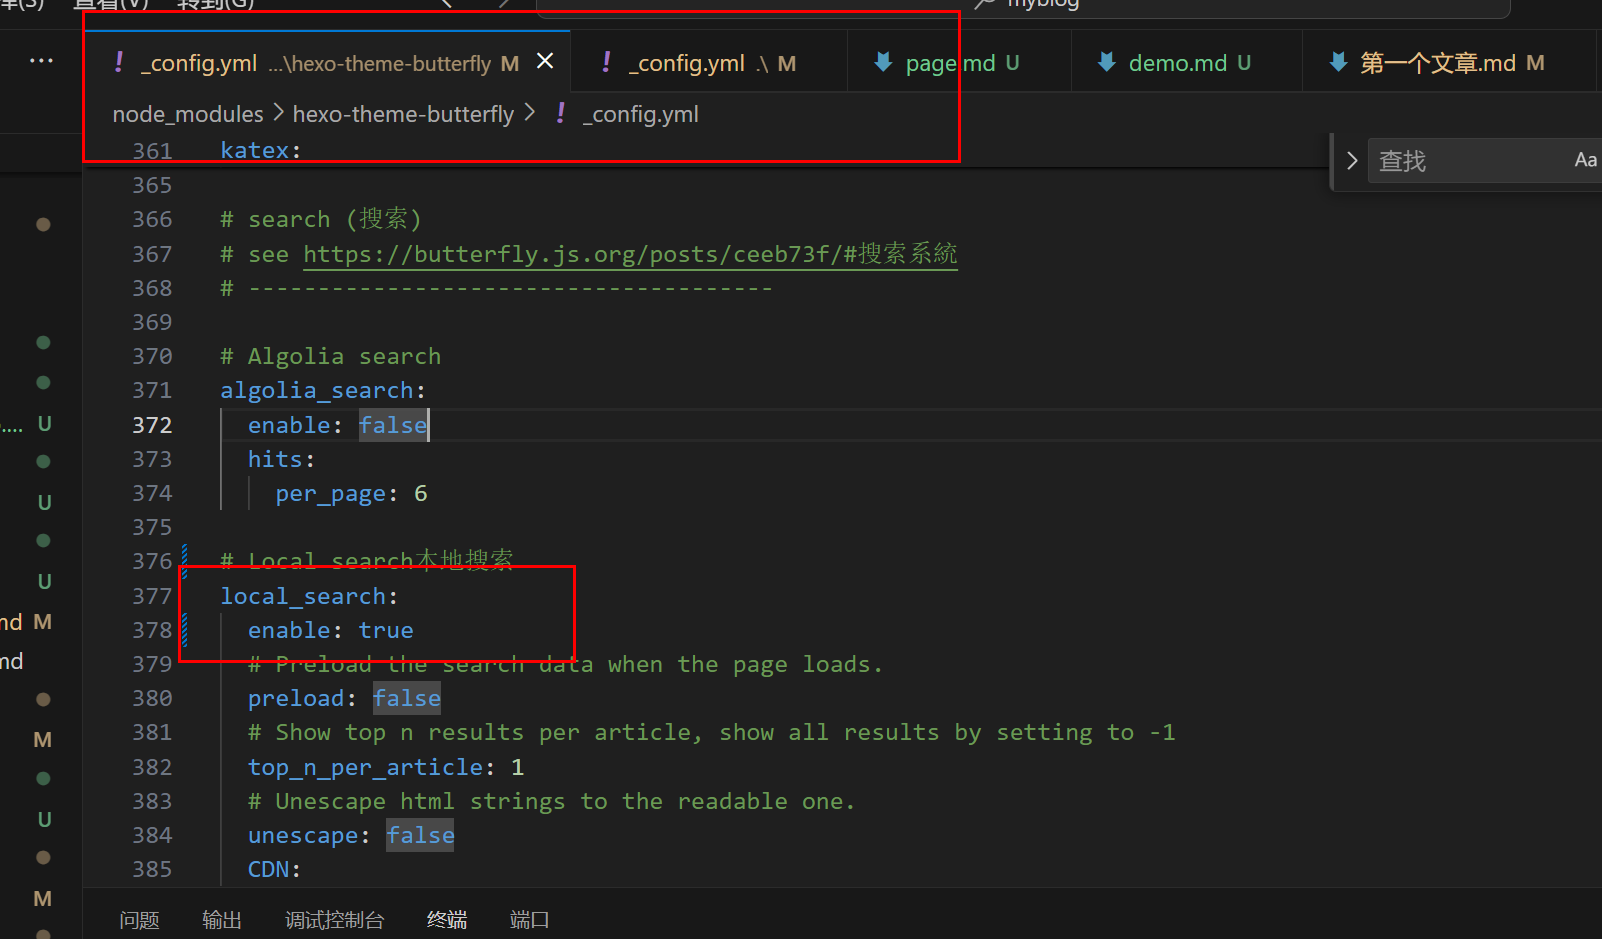 查看(V) 转到(G) myblog
··· ! _config.yml ...\hexo-theme-butterfly M × ! _config.yml .\ M page.md U demo.md U 第一个文章.md M
node_modules > hexo-theme-butterfly > ! _config.yml
361 katex:
查找 Aa
365
366 # search (搜索)
367 # see https://butterfly.js.org/posts/ceeb73f/#搜索系統
368 # --------------------------------------
369
370 # Algolia search
371 algolia_search:
372 enable: false
373 hits:
374 per_page: 6
375
376 # Local search本地搜索
377 local_search:
378 enable: true
379 # Preload the search data when the page loads.
380 preload: false
381 # Show top n results per article, show all results by setting to -1
382 top_n_per_article: 1
383 # Unescape html strings to the readable one.
384 unescape: false
385 CDN:
.... U
U
U
md M
md
M
U
M
问题 输出 调试控制台 终端 端口